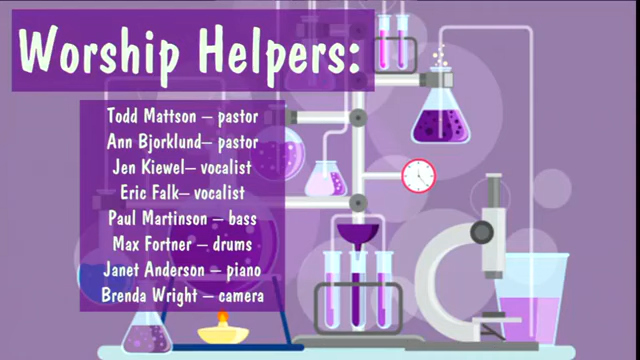 Worship Helpers:
Todd Mattson – pastor
Ann Bjorklund– pastor
Jen Kiewel– vocalist
Eric Falk– vocalist
Paul Martinson – bass
Max Fortner – drums
Janet Anderson – piano
Brenda Wright – camera